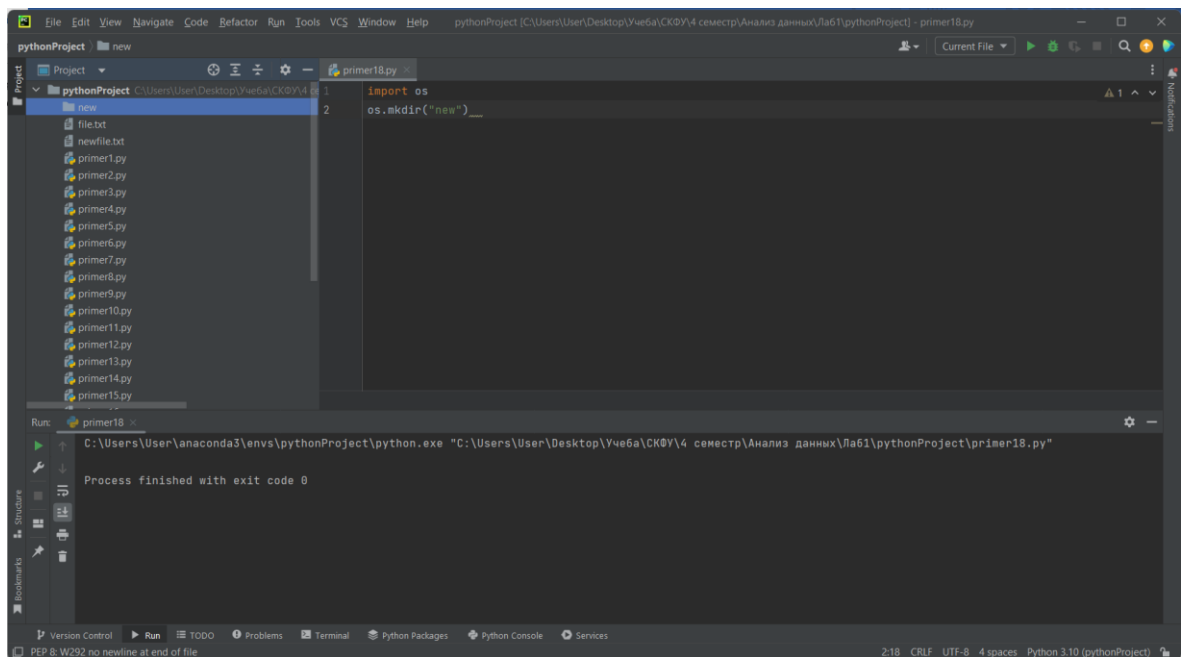 File Edit View Navigate Code Refactor Run Tools VCS Window Help pythonProject [C:\Users\User\Desktop\Учеба\СКФУ\4 семестр\Анализ данных\Лаб1\pythonProject] - primer18.py
pythonProject new Current File
Project primer18.py
pythonProject C:\Users\User\Desktop\Учеба\СКФУ\4 1 import os 1
new 2 os.mkdir("new")
file.txt
newfile.txt
primer1.py
primer2.py
primer3.py
primer4.py
primer5.py
primer6.py
primer7.py
primer8.py
primer9.py
primer10.py
primer11.py
primer12.py
primer13.py
primer14.py
primer15.py
Project
Notifications
Run: primer18
C:\Users\User\anaconda3\envs\pythonProject\python.exe "C:\Users\User\Desktop\Учеба\СКФУ\4 семестр\Анализ данных\Лаб1\pythonProject\primer18.py"
Process finished with exit code 0
Structure
Bookmarks
Version Control Run TODO Problems Terminal Python Packages Python Console Services
PEP 8: W292 no newline at end of file 2:18 CRLF UTF-8 4 spaces Python 3.10 (pythonProject)